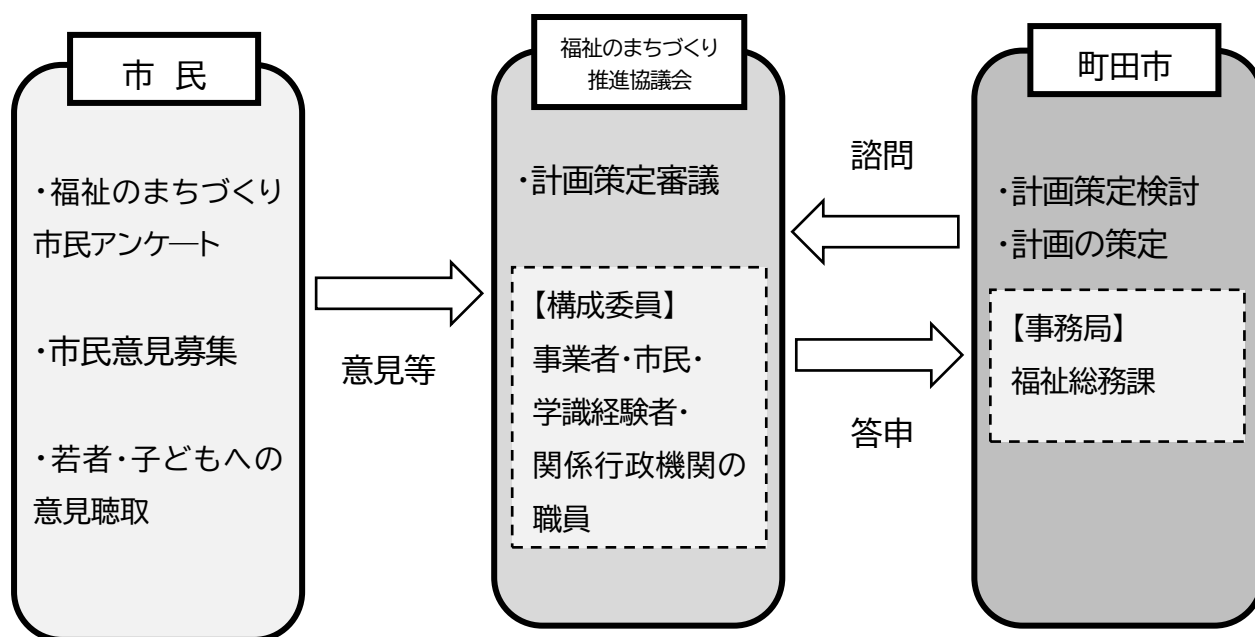 市 民
・福祉のまちづくり
市民アンケート
・市民意見募集
・若者・子どもへの
意見聴取
意見等
福祉のまちづくり
推進協議会
・計画策定審議
【構成委員】
事業者・市民・
学識経験者・
関係行政機関の
職員
諮問
答申
町田市
・計画策定検討
・計画の策定
【事務局】
福祉総務課